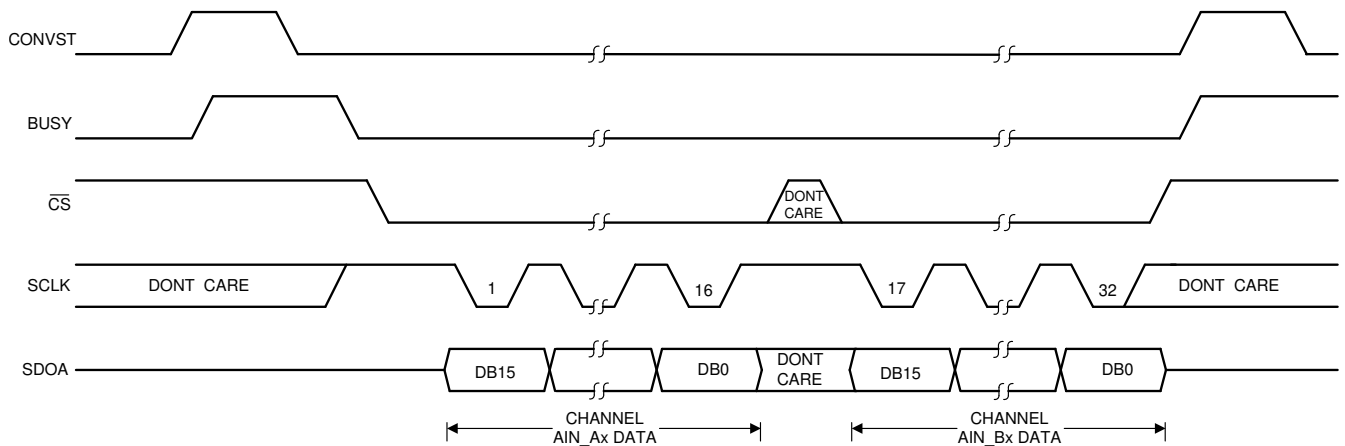 CONVST
BUSY
CS
DONT
CARE
SCLK
DONT CARE
1
16
17
32
DONT CARE
SDOA
DB15
DB0
DONT
CARE
DB15
DB0
CHANNEL
AIN_Ax DATA
CHANNEL
AIN_Bx DATA